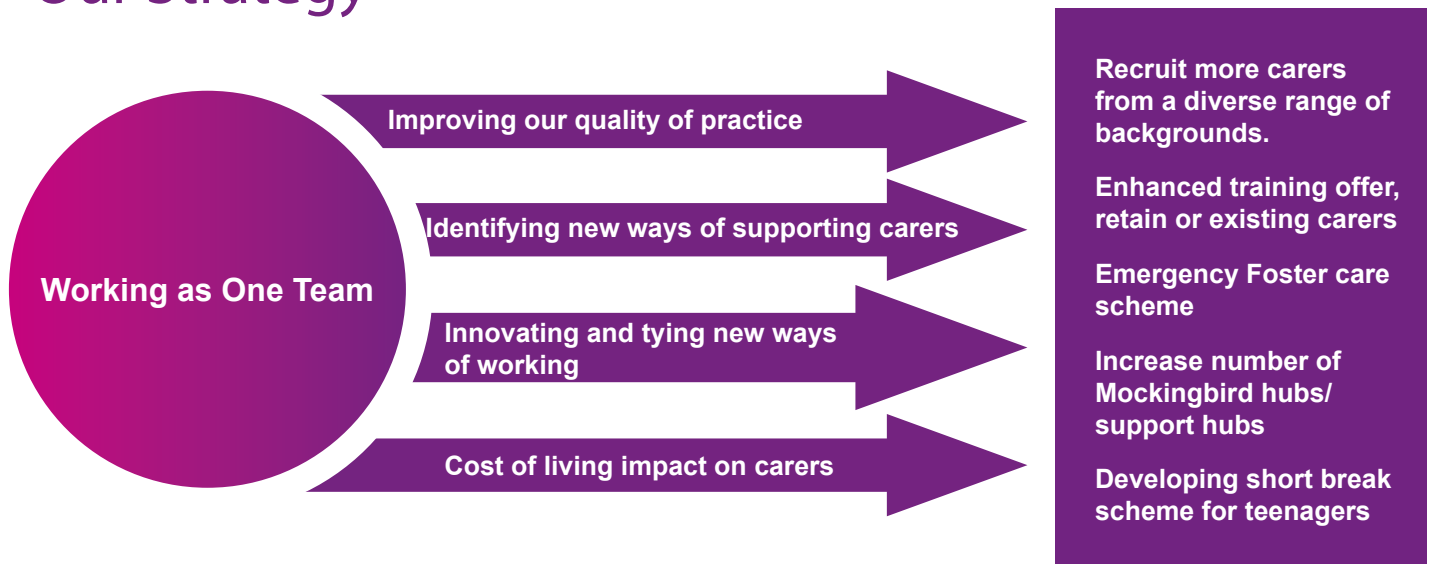 Our Strategy
Working as One Team
Improving our quality of practice
Identifying new ways of supporting carers
Innovating and tying new ways
of working
Cost of living impact on carers
Recruit more carers
from a diverse range of
backgrounds.
Enhanced training offer,
retain or existing carers
Emergency Foster care
scheme
Increase number of
Mockingbird hubs/
support hubs
Developing short break
scheme for teenagers